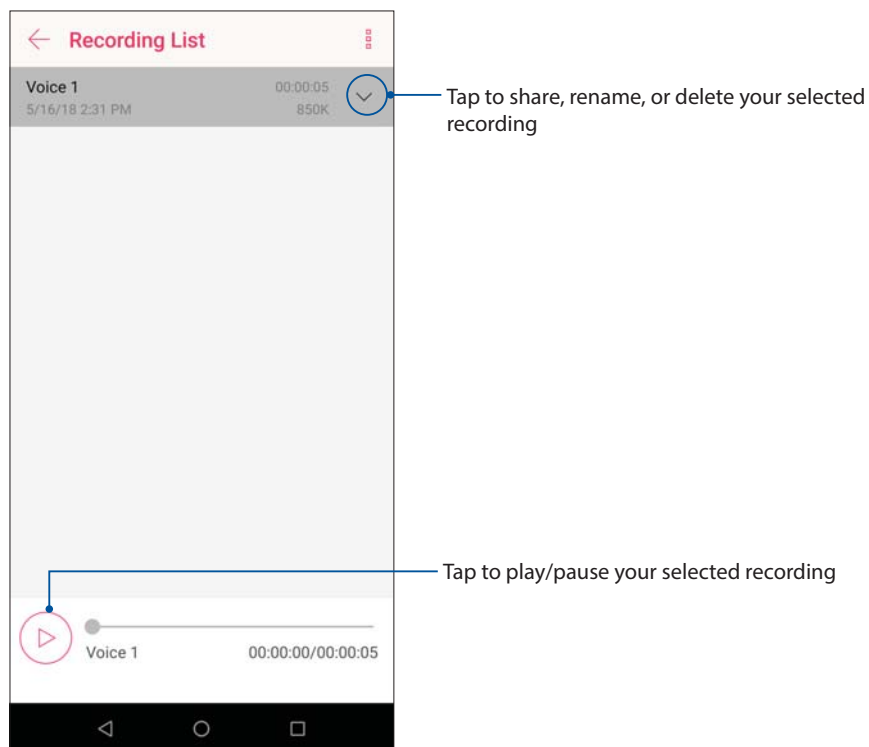 Recording List
Voice 1 00:00:05
5/16/18 2:31 PM 850K
Tap to share, rename, or delete your selected
recording
Tap to play/pause your selected recording
Voice 1 00:00:00/00:00:05